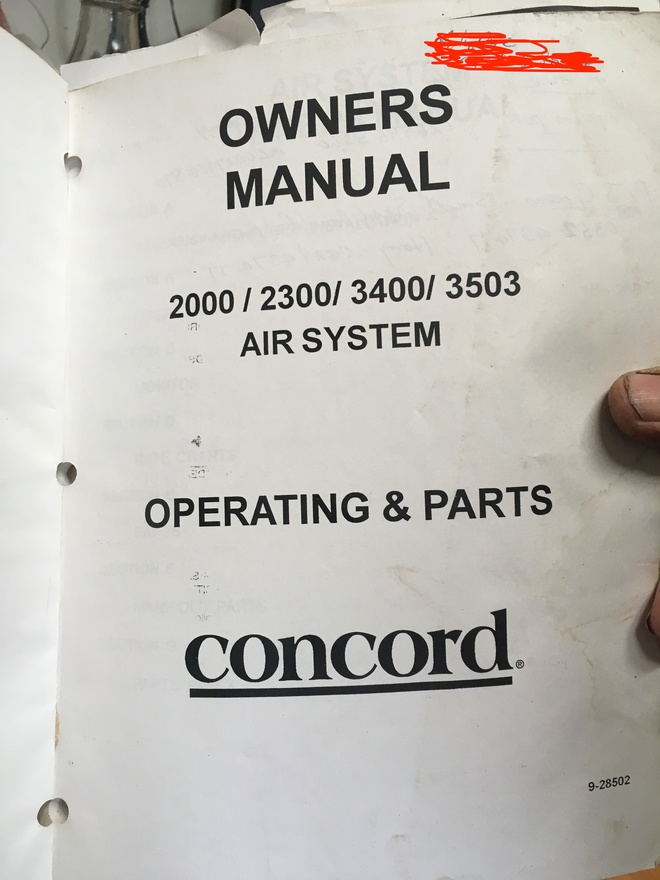 OWNERS
MANUAL
2000 / 2300/ 3400/ 3503
AIR SYSTEM
OPERATING & PARTS
concord®
9-28502